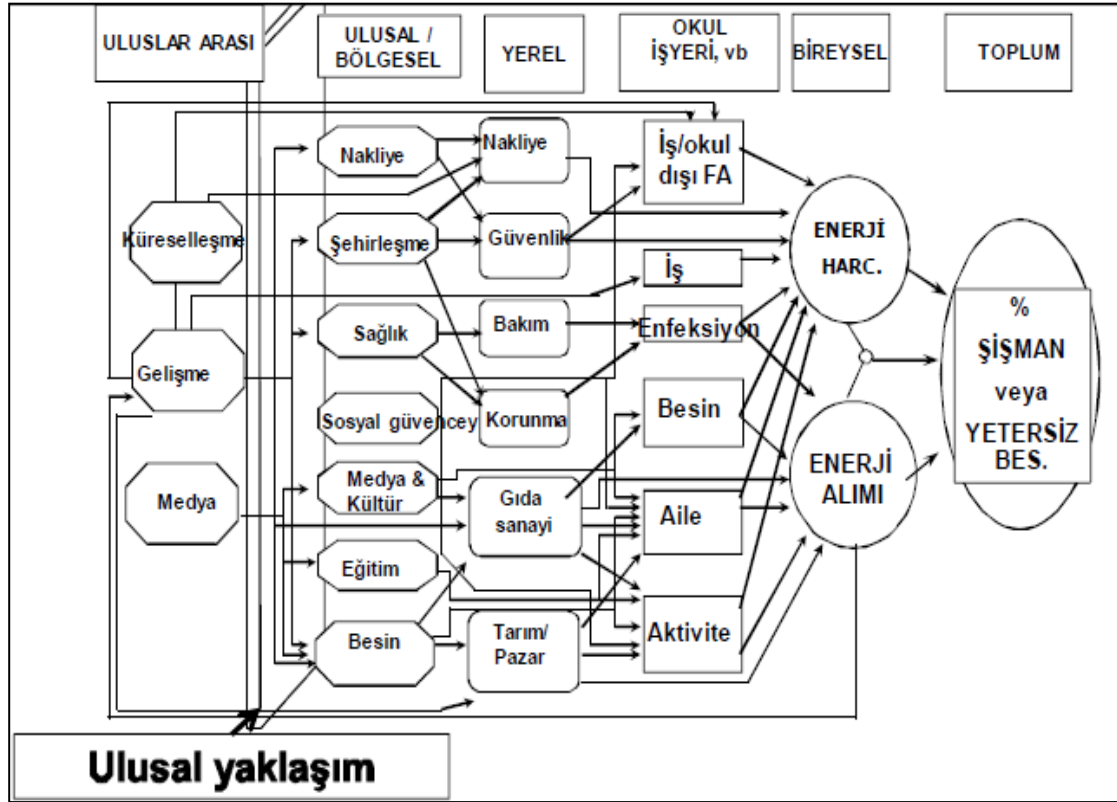 ULUSLAR ARASI
ULUSAL /
BÖLGESEL
YEREL
OKUL
İŞYERİ, vb
BİREYSEL
TOPLUM
Küreselleşme
Gelişme
Medya
Nakliye
Şehirleşme
Sağlık
Sosyal güvencey
Medya &
Kültür
Eğitim
Besin
Nakliye
Güvenlik
Bakım
Korunma
Gıda
sanayi
Tarım/
Pazar
İş/okul
dışı FA
İş
Enfeksiyon
Besin
Aile
Aktivite
ENERJİ
HARC.
ENERJİ
ALIMI
%
ŞİŞMAN
veya
YETERSİZ
BES.
Ulusal yaklaşım